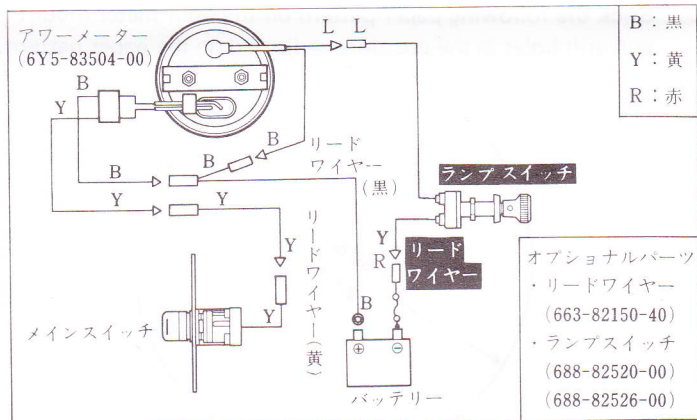 アワーメーター
(6Y5-83504-00)
L
L
B：黒
Y：黄
R：赤
B
Y
B
B
B
リード
ワイヤー
(黒)
Y
Y
Y
リードワイヤー(黄)
ランプスイッチ
Y
リード
ワイヤー
R
B
Y
メインスイッチ
⊕
⊖
バッテリー
オプショナルパーツ
・リードワイヤー
(663-82150-40)
・ランプスイッチ
(688-82520-00)
(688-82526-00)